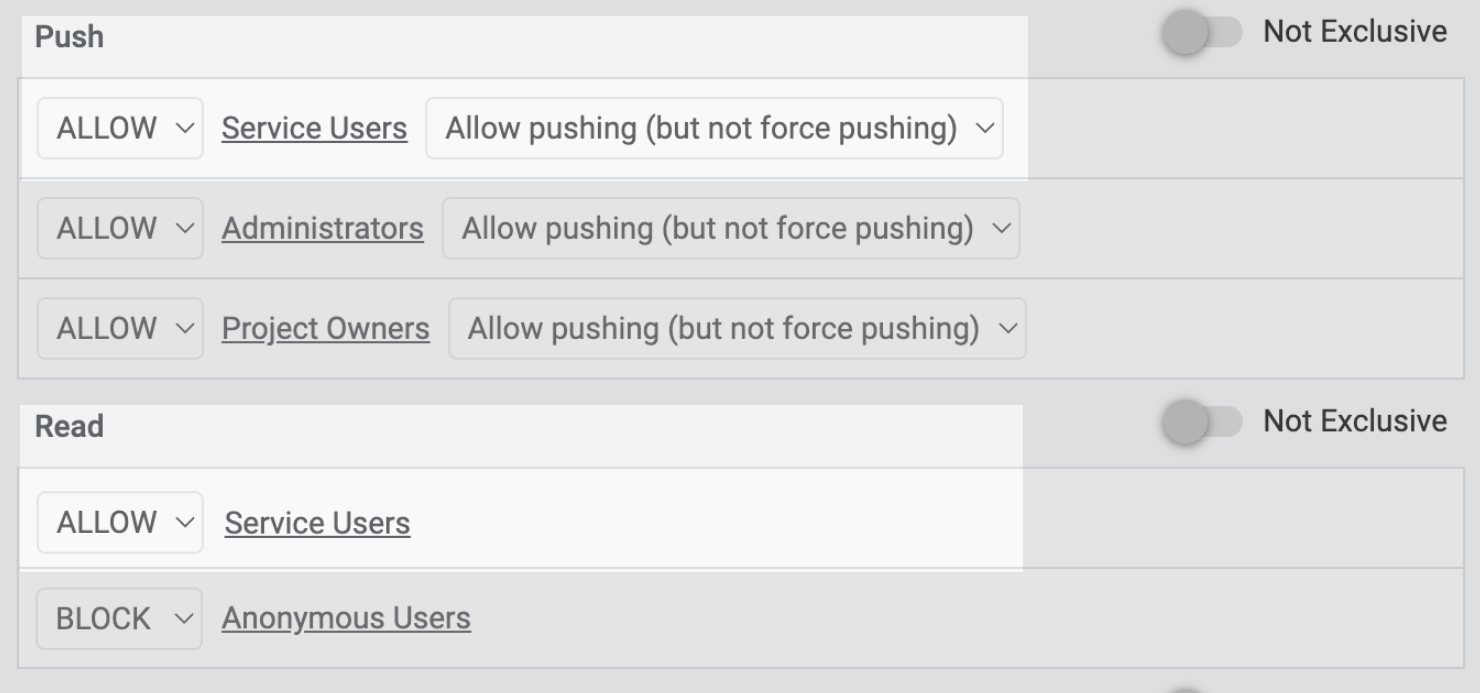 Push Not Exclusive
ALLOW Service Users Allow pushing (but not force pushing)
ALLOW Administrators Allow pushing (but not force pushing)
ALLOW Project Owners Allow pushing (but not force pushing)
Read Not Exclusive
ALLOW Service Users
BLOCK Anonymous Users